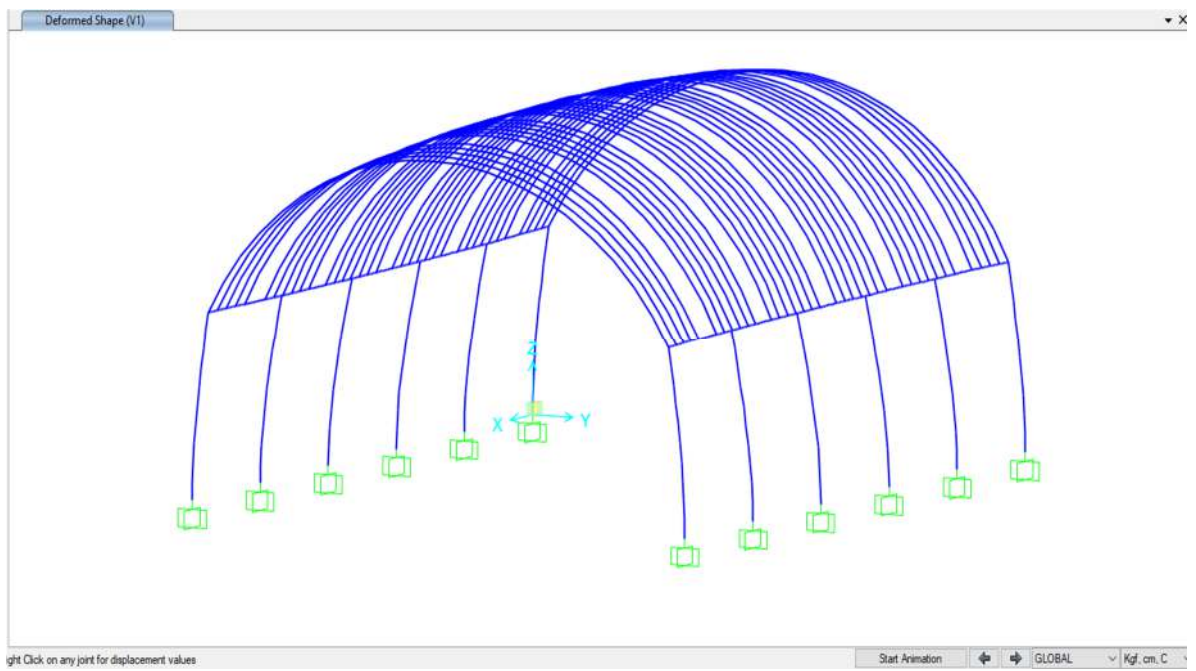 Deformed Shape (V1)
X
Z
X
Y
ght Click on any joint for displacement values
Start Animation
GLOBAL
Kgf, cm, C